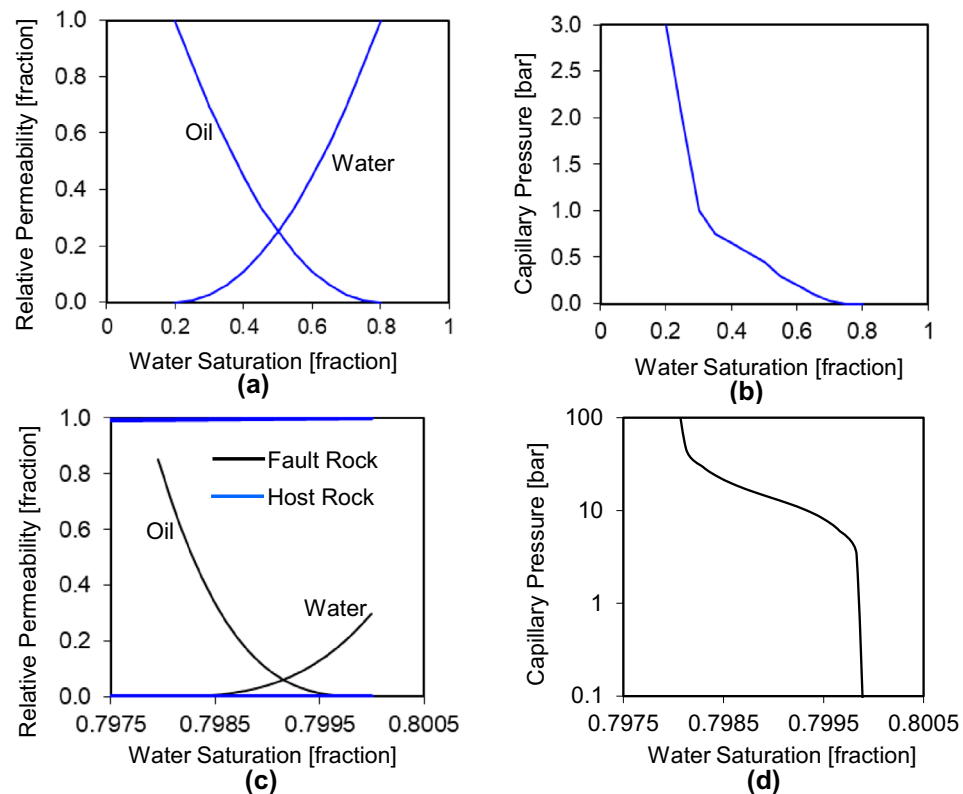 Relative Permeability [fraction]
1.0
0.8
0.6
0.4
0.2
0.0
Oil
Water
0
0.2
0.4
0.6
0.8
1
Water Saturation [fraction]
(a)
Capillary Pressure [bar]
3.0
2.5
2.0
1.5
1.0
0.5
0.0
0
0.2
0.4
0.6
0.8
1
Water Saturation [fraction]
(b)
Relative Permeability [fraction]
1.0
0.8
0.6
0.4
0.2
0.0
Fault Rock
Host Rock
Oil
Water
0.7975
0.7985
0.7995
0.8005
Water Saturation [fraction]
(c)
Capillary Pressure [bar]
100
10
1
0.1
0.7975
0.7985
0.7995
0.8005
Water Saturation [fraction]
(d)